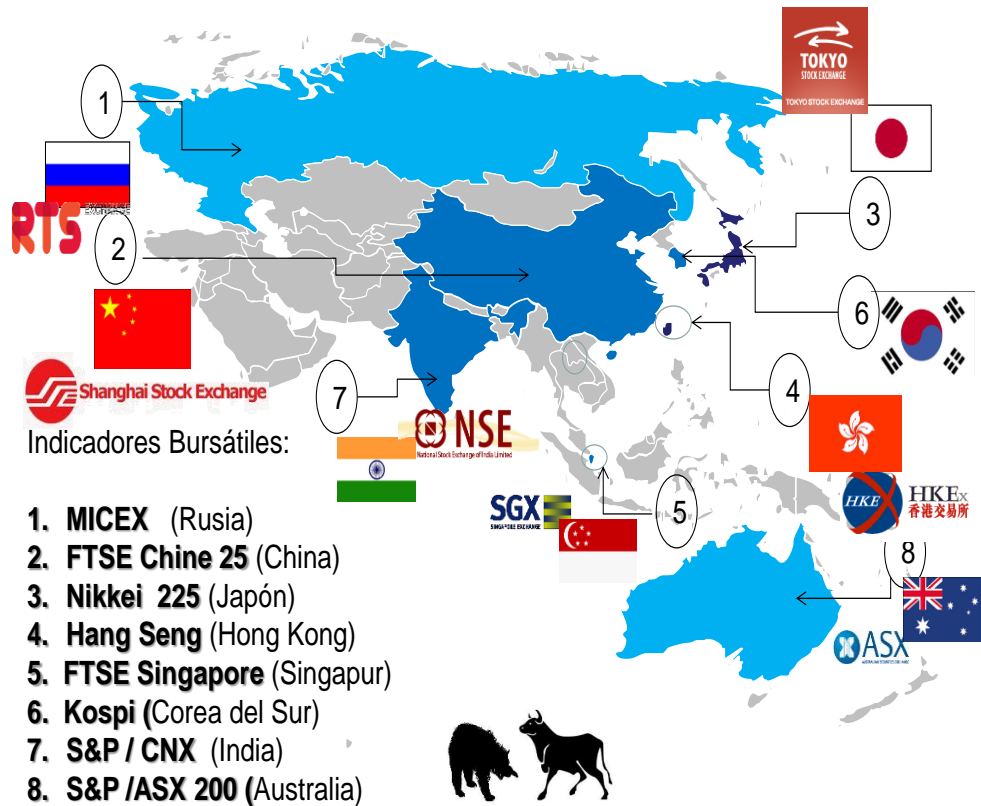 TOKYO
STOCK EXCHANGE
TOKYO STOCK EXCHANGE
1
RTS
2
3
6
Shanghai Stock Exchange
7
4
NSE
National Stock Exchange of India Limited
HKEx
HKEx
香港交易所
SGX
SINGAPORE EXCHANGE
5
8
ASX
Indicadores Bursátiles:
1. MICEX (Rusia)
2. FTSE Chine 25 (China)
3. Nikkei 225 (Japón)
4. Hang Seng (Hong Kong)
5. FTSE Singapore (Singapur)
6. Kospi (Corea del Sur)
7. S&P / CNX (India)
8. S&P /ASX 200 (Australia)